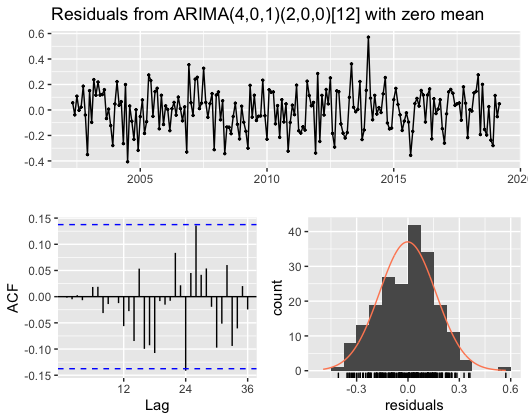 Residuals from ARIMA(4,0,1)(2,0,0)[12] with zero mean
0.6
0.4
0.2
0.0
-0.2
-0.4
2005 2010 2015 2020
0.15
0.10
0.05
0.00
-0.05
-0.10
-0.15
ACF
12 24 36
Lag
40
30
20
10
0
count
-0.3 0.0 0.3 0.6
residuals